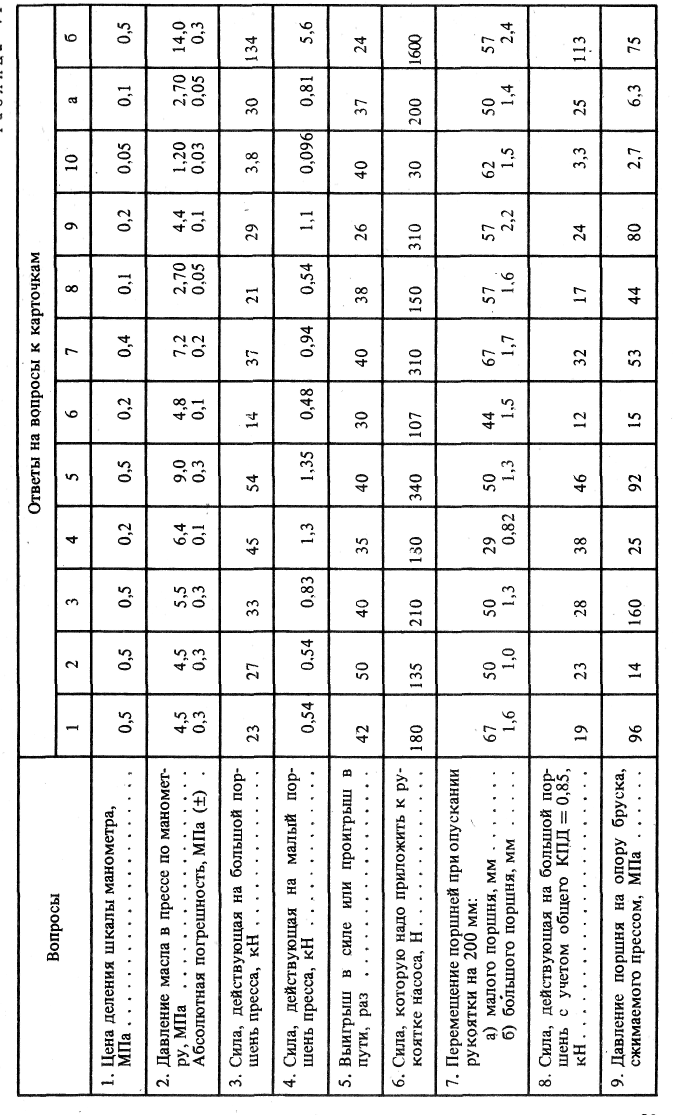 Ответы на вопросы к карточкам
Вопросы 1 2 3 4 5 6 7 8 9 10 а б
1. Цена деления шкалы манометра,
МПа . . . . . . . . . . . . . . . . . 0,5 0,5 0,5 0,2 0,5 0,2 0,4 0,1 0,2 0,05 0,1 0,5
2. Давление масла в прессе по маномет-
ру, МПа . . . . . . . . . . . . . . . 4,5 4,5 5,5 6,4 9,0 4,8 7,2 2,70 4,4 1,20 2,70 14,0
Абсолютная погрешность, МПа (±) . 0,3 0,3 0,3 0,1 0,3 0,1 0,2 0,05 0,1 0,03 0,05 0,3
3. Сила, действующая на большой пор-
шень пресса, кН . . . . . . . . . . . 23 27 33 45 54 14 37 21 29 3,8 30 134
4. Сила, действующая на малый пор-
шень пресса, кН . . . . . . . . . . . 0,54 0.54 0,83 1,3 1,35 0,48 0,94 0,54 1,1 0,096 0,81 5,6
5. Выигрыш в силе или проигрыш в
пути, раз . . . . . . . . . . . . . . 42 50 40 35 40 30 40 38 26 40 37 24
6. Сила, которую надо приложить к ру-
коятке насоса, Н . . . . . . . . . . 180 135 210 180 340 107 310 150 310 30 200 1600
7. Перемещение поршней при опускании
рукоятки на 200 мм:
а) малого поршня, мм . . . . . . . 67 50 50 29 50 44 67 57 57 62 50 57
б) большого поршня, мм . . . . . . 1,6 1,0 1,3 0,82 1,3 1,5 1,7 1,6 2,2 1,5 1,4 2,4
8. Сила, действующая на большой пор-
шень с учетом общего КПД = 0,85,
кН . . . . . . . . . . . . . . . . . 19 23 28 38 46 12 32 17 24 3,3 25 113
9. Давление поршня на опору бруска,
сжимаемого прессом, МПа . . . . . . 96 14 160 25 92 15 53 44 80 2,7 6,3 75